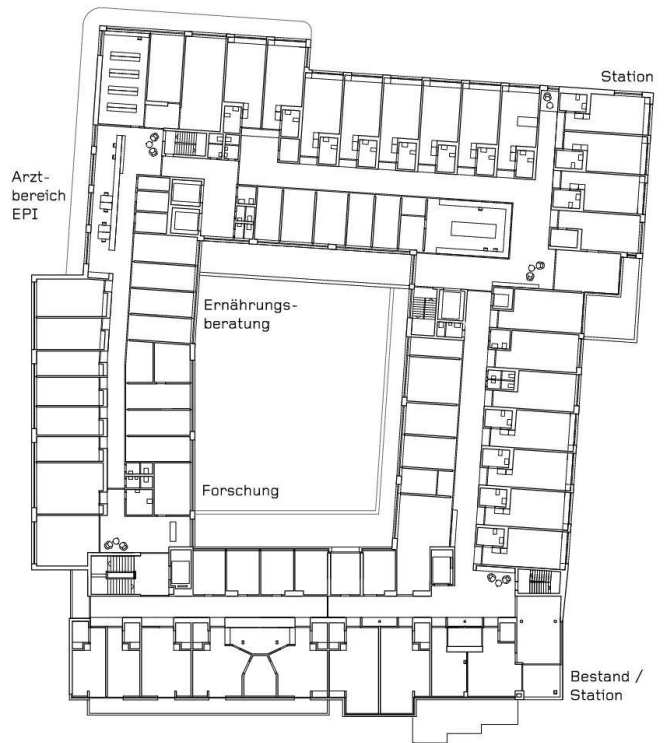 Station
Arzt-
bereich
EPI
Ernährungs-
beratung
Forschung
Bestand /
Station